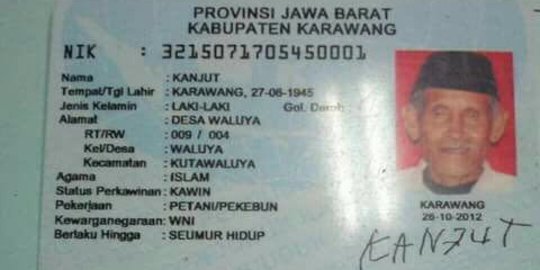 PROVINSI JAWA BARAT
KABUPATEN KARAWANG
NIK : 3215071705450001
Nama : KANJUT
Tempat/Tgl Lahir : KARAWANG, 27-06-1945
Jenis Kelamin : LAKI-LAKI Gol. Darah :
Alamat : DESA WALUYA
RT/RW : 009 / 004
Kel/Desa : WALUYA
Kecamatan : KUTAWALUYA
Agama : ISLAM
Status Perkawinan : KAWIN
Pekerjaan : PETANI/PEKEBUN
Kewarganegaraan: WNI
Berlaku Hingga : SEUMUR HIDUP
KARAWANG
26-10-2012
KANJUT